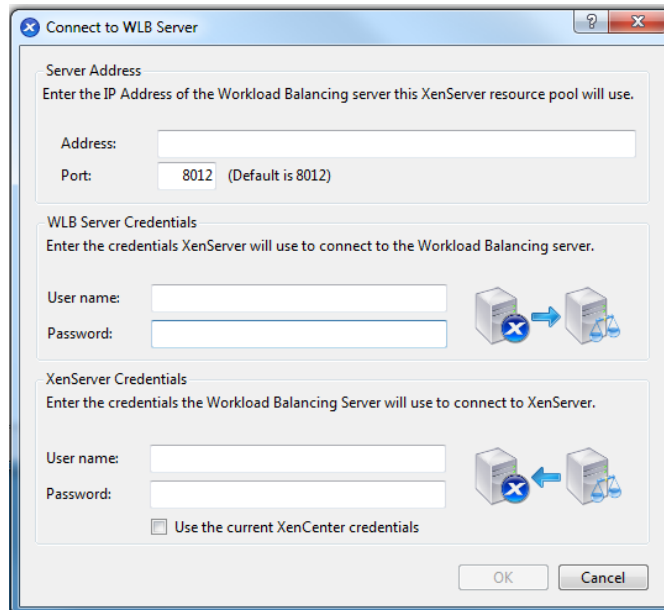 Connect to WLB Server
Server Address
Enter the IP Address of the Workload Balancing server this XenServer resource pool will use.
Address:
Port: 8012 (Default is 8012)
WLB Server Credentials
Enter the credentials XenServer will use to connect to the Workload Balancing server.
User name:
Password:
XenServer Credentials
Enter the credentials the Workload Balancing Server will use to connect to XenServer.
User name:
Password:
Use the current XenCenter credentials
OK Cancel